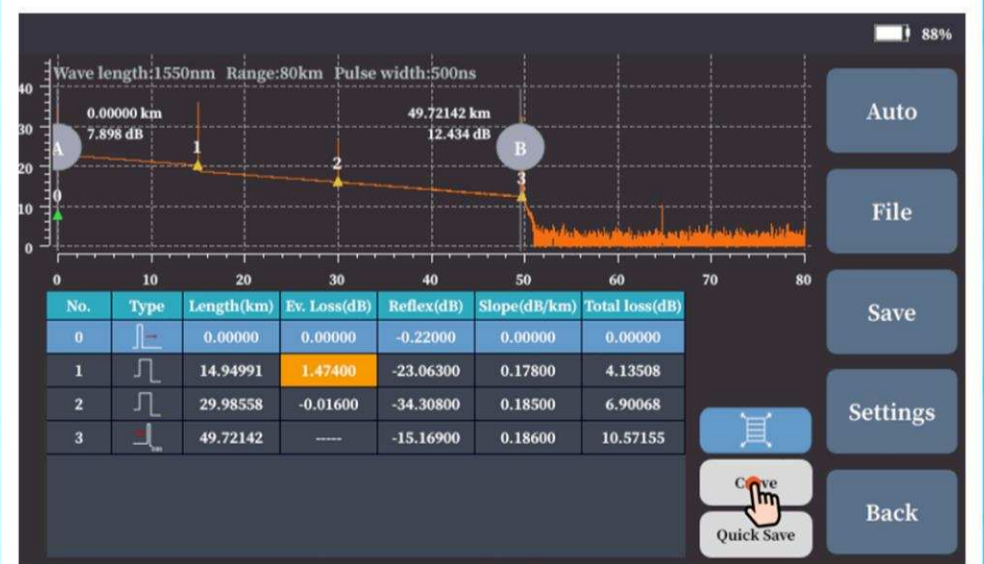 88%
Wave length:1550nm Range:80km Pulse width:500ns
40
0.00000 km
49.72142 km
30
7.898 dB
12.434 dB
A
1
B
20
2
3
0
10
0
0 10 20 30 40 50 60 70 80
No. Type Length(km) Ev. Loss(dB) Reflex(dB) Slope(dB/km) Total loss(dB)
0 0.00000 0.00000 -0.22000 0.00000 0.00000
1 14.94991 1.47400 -23.06300 0.17800 4.13508
2 29.98558 -0.01600 -34.30800 0.18500 6.90068
3 49.72142 ----- -15.16900 0.18600 10.57155
Quick Save
Auto
File
Save
Settings
Back